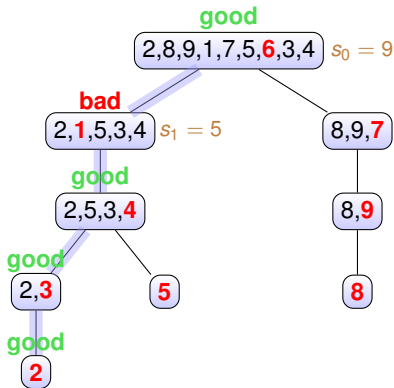 good
2,8,9,1,7,5,6,3,4 s₀ = 9
bad
2,1,5,3,4 s₁ = 5
8,9,7
good
2,5,3,4
8,9
good
2,3
5
8
good
2